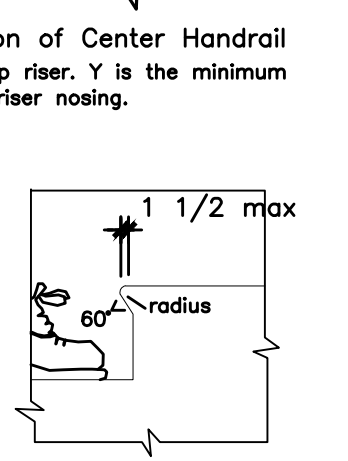 on of Center Handrail
p riser. Y is the minimum
riser nosing.
1 1/2 max
radius
60°